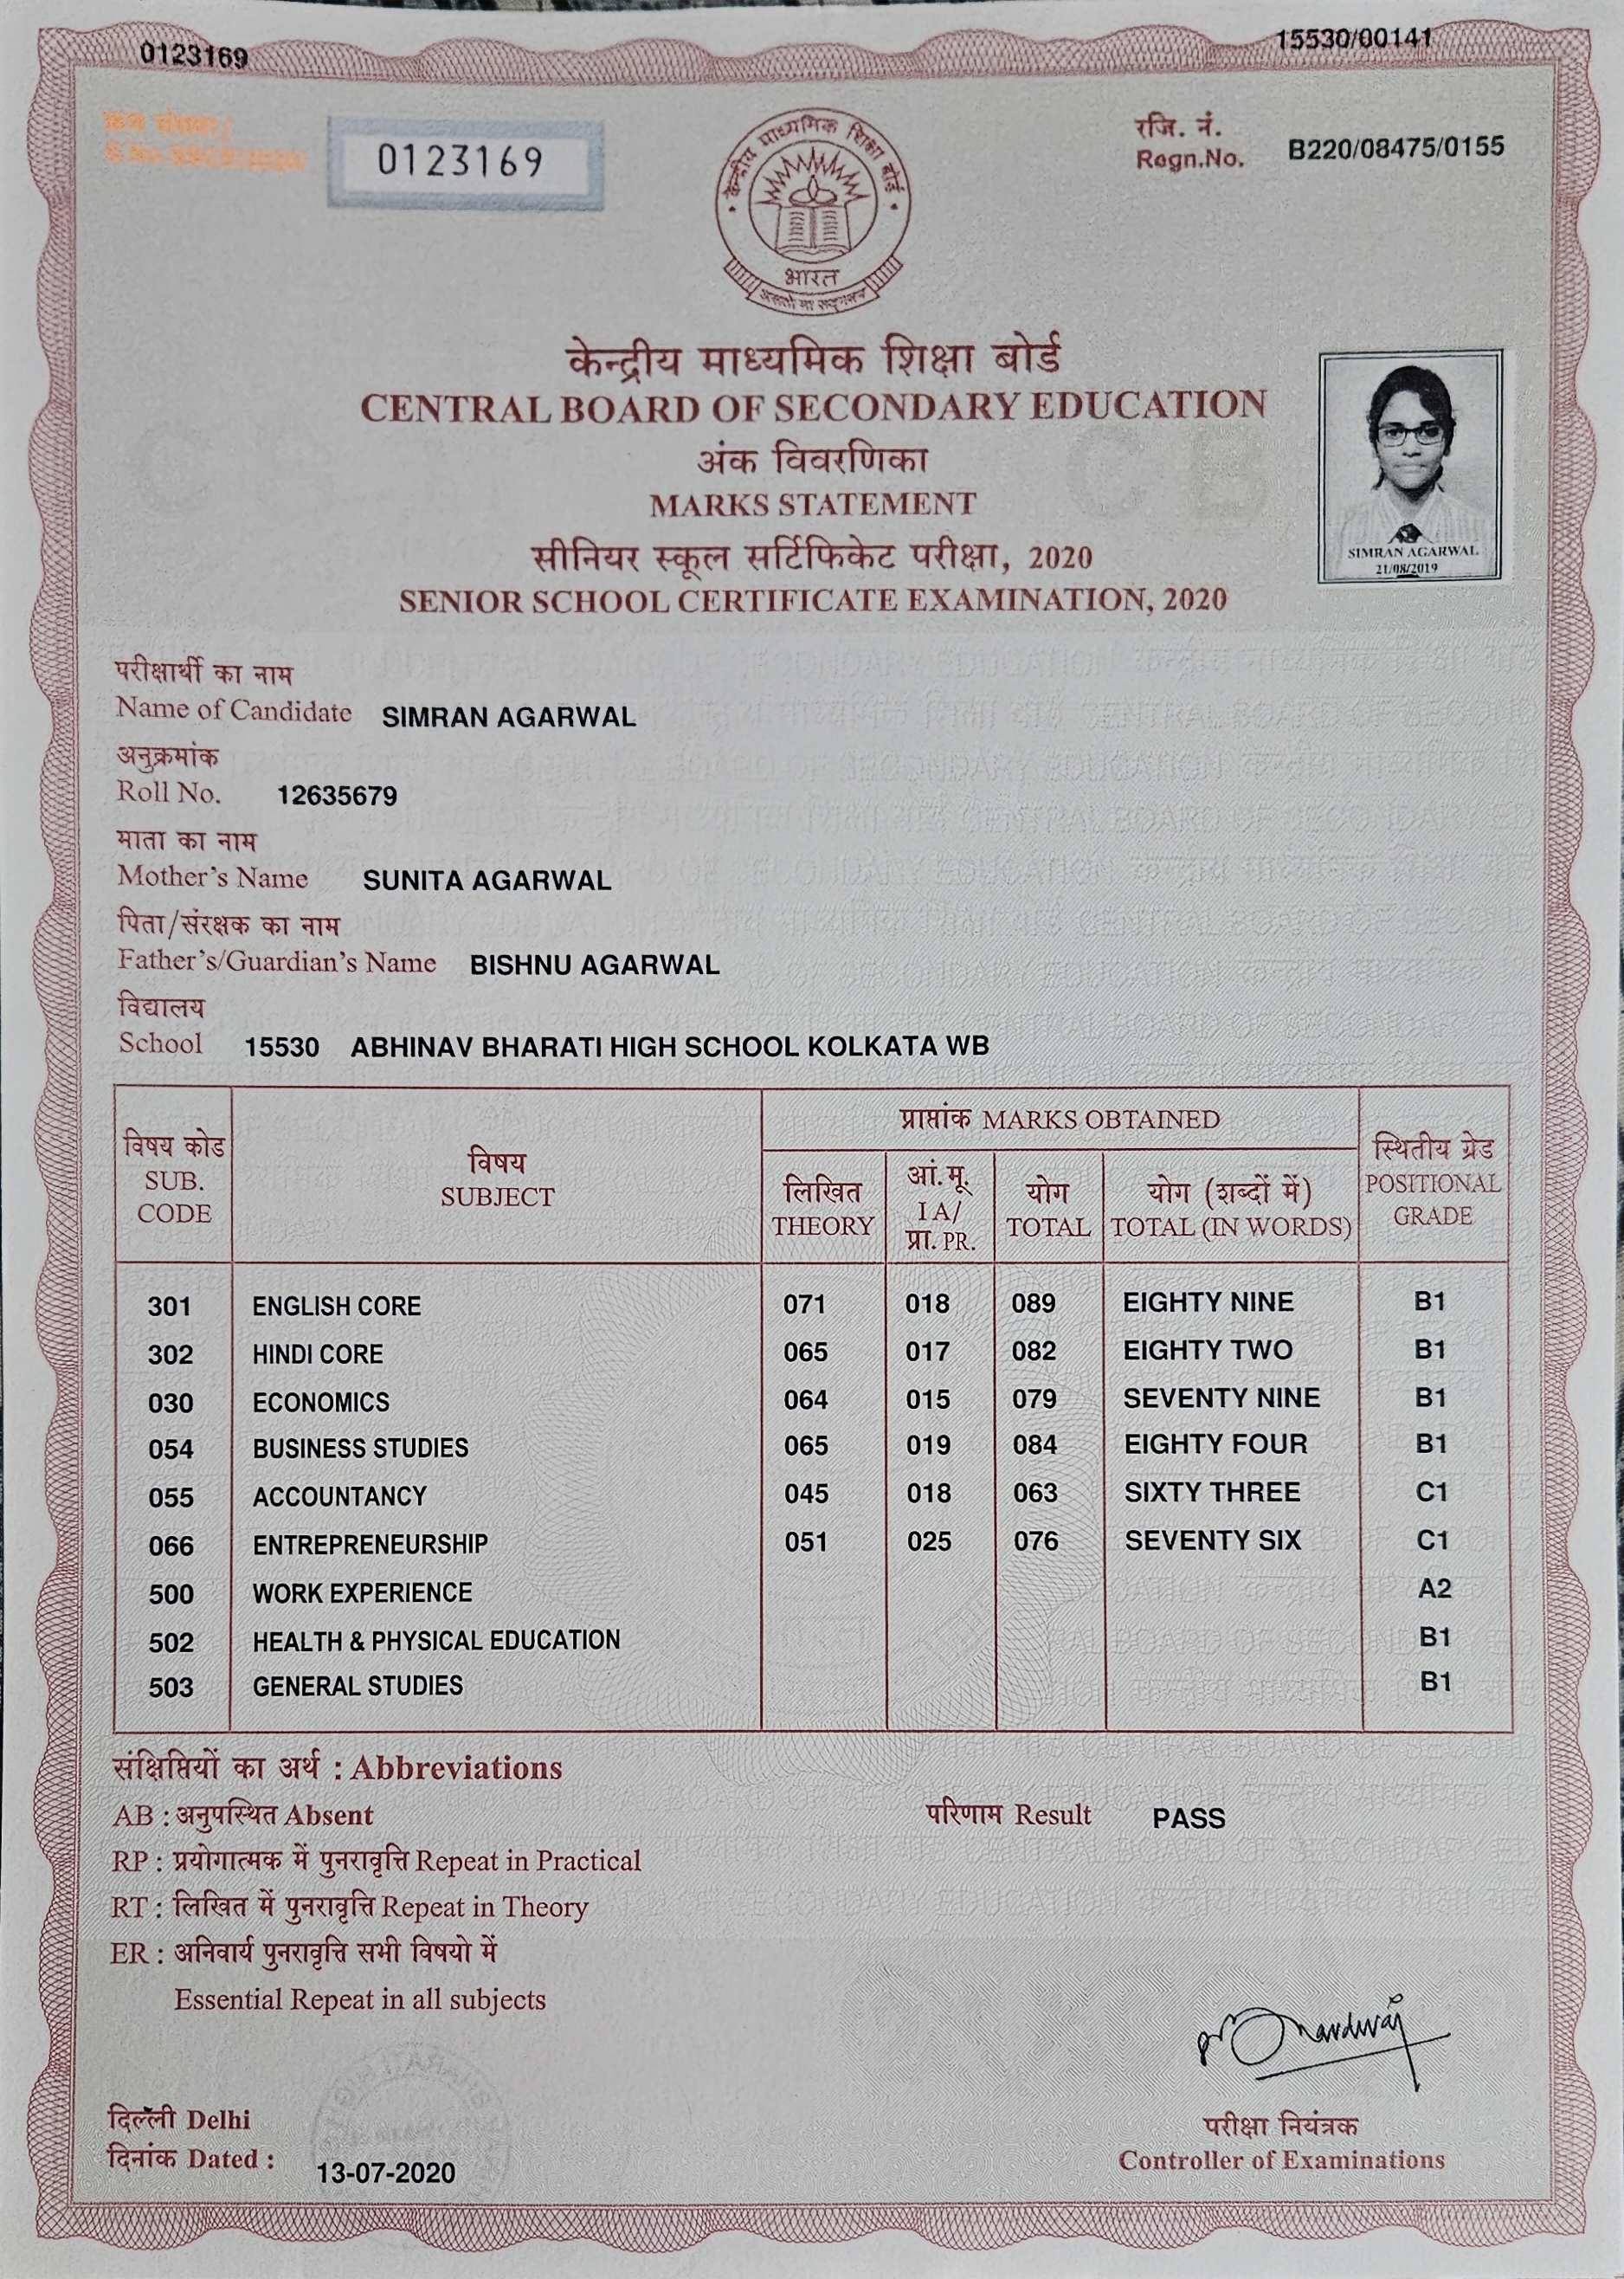 0123169
15530/00141
0123169
रजि. नं.
Regn.No. B220/08475/0155
केन्द्रीय माध्यमिक शिक्षा बोर्ड
भारत
असतो मा सद्गमय
केन्द्रीय माध्यमिक शिक्षा बोर्ड
CENTRAL BOARD OF SECONDARY EDUCATION
अंक विवरणिका
MARKS STATEMENT
सीनियर स्कूल सर्टिफिकेट परीक्षा, 2020
SENIOR SCHOOL CERTIFICATE EXAMINATION, 2020
SIMRAN AGARWAL
21/08/2019
परीक्षार्थी का नाम
Name of Candidate SIMRAN AGARWAL
अनुक्रमांक
Roll No. 12635679
माता का नाम
Mother's Name SUNITA AGARWAL
पिता/संरक्षक का नाम
Father's/Guardian's Name BISHNU AGARWAL
विद्यालय
School 15530 ABHINAV BHARATI HIGH SCHOOL KOLKATA WB
विषय कोड
SUB.
CODE
विषय
SUBJECT
प्राप्तांक MARKS OBTAINED
लिखित
THEORY
आं.मू.
I A/
प्रा. PR.
योग
TOTAL
योग (शब्दों में)
TOTAL (IN WORDS)
स्थितीय ग्रेड
POSITIONAL
GRADE
301 ENGLISH CORE 071 018 089 EIGHTY NINE B1
302 HINDI CORE 065 017 082 EIGHTY TWO B1
030 ECONOMICS 064 015 079 SEVENTY NINE B1
054 BUSINESS STUDIES 065 019 084 EIGHTY FOUR B1
055 ACCOUNTANCY 045 018 063 SIXTY THREE C1
066 ENTREPRENEURSHIP 051 025 076 SEVENTY SIX C1
500 WORK EXPERIENCE A2
502 HEALTH & PHYSICAL EDUCATION B1
503 GENERAL STUDIES B1
संक्षिप्तियों का अर्थ : Abbreviations
AB : अनुपस्थित Absent
परिणाम Result PASS
RP : प्रयोगात्मक में पुनरावृत्ति Repeat in Practical
RT : लिखित में पुनरावृत्ति Repeat in Theory
ER : अनिवार्य पुनरावृत्ति सभी विषयो में
Essential Repeat in all subjects
दिल्ली Delhi
दिनांक Dated : 13-07-2020
परीक्षा नियंत्रक
Controller of Examinations